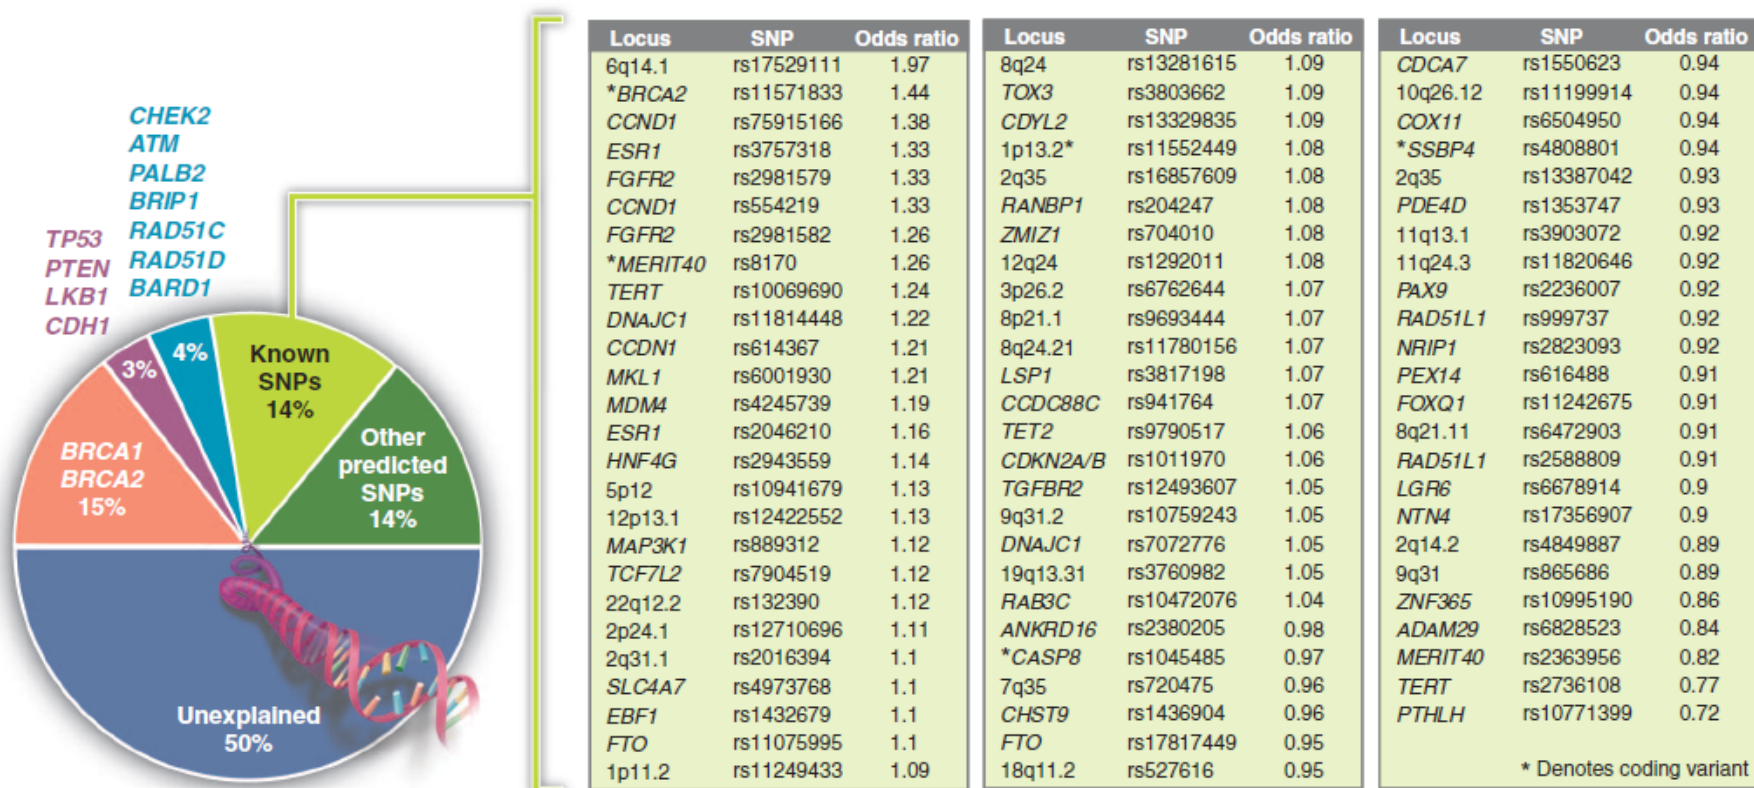 CHEK2
ATM
PALB2
BRIP1
RAD51C
RAD51D
BARD1
TP53
PTEN
LKB1
CDH1
BRCA1
BRCA2
15%
3%
4%
Known
SNPs
14%
Other
predicted
SNPs
14%
Unexplained
50%
Locus SNP Odds ratio
6q14.1 rs17529111 1.97
*BRCA2 rs11571833 1.44
CCND1 rs75915166 1.38
ESR1 rs3757318 1.33
FGFR2 rs2981579 1.33
CCND1 rs554219 1.33
FGFR2 rs2981582 1.26
*MERIT40 rs8170 1.26
TERT rs10069690 1.24
DNAJC1 rs11814448 1.22
CCDN1 rs614367 1.21
MKL1 rs6001930 1.21
MDM4 rs4245739 1.19
ESR1 rs2046210 1.16
HNF4G rs2943559 1.14
5p12 rs10941679 1.13
12p13.1 rs12422552 1.13
MAP3K1 rs889312 1.12
TCF7L2 rs7904519 1.12
22q12.2 rs132390 1.12
2p24.1 rs12710696 1.11
2q31.1 rs2016394 1.1
SLC4A7 rs4973768 1.1
EBF1 rs1432679 1.1
FTO rs11075995 1.1
1p11.2 rs11249433 1.09
Locus SNP Odds ratio
8q24 rs13281615 1.09
TOX3 rs3803662 1.09
CDYL2 rs13329835 1.09
1p13.2* rs11552449 1.08
2q35 rs16857609 1.08
RANBP1 rs204247 1.08
ZMIZ1 rs704010 1.08
12q24 rs1292011 1.08
3p26.2 rs6762644 1.07
8p21.1 rs9693444 1.07
8q24.21 rs11780156 1.07
LSP1 rs3817198 1.07
CCDC88C rs941764 1.07
TET2 rs9790517 1.06
CDKN2A/B rs1011970 1.06
TGFBR2 rs12493607 1.05
9q31.2 rs10759243 1.05
DNAJC1 rs7072776 1.05
19q13.31 rs3760982 1.05
RAB3C rs10472076 1.04
ANKRD16 rs2380205 0.98
*CASP8 rs1045485 0.97
7q35 rs720475 0.96
CHST9 rs1436904 0.96
FTO rs17817449 0.95
18q11.2 rs527616 0.95
Locus SNP Odds ratio
CDCA7 rs1550623 0.94
10q26.12 rs11199914 0.94
COX11 rs6504950 0.94
*SSBP4 rs4808801 0.94
2q35 rs13387042 0.93
PDE4D rs1353747 0.93
11q13.1 rs3903072 0.92
11q24.3 rs11820646 0.92
PAX9 rs2236007 0.92
RAD51L1 rs999737 0.92
NRIP1 rs2823093 0.92
PEX14 rs616488 0.91
FOXQ1 rs11242675 0.91
8q21.11 rs6472903 0.91
RAD51L1 rs2588809 0.91
LGR6 rs6678914 0.9
NTN4 rs17356907 0.9
2q14.2 rs4849887 0.89
9q31 rs865686 0.89
ZNF365 rs10995190 0.86
ADAM29 rs6828523 0.84
MERIT40 rs2363956 0.82
TERT rs2736108 0.77
PTHLH rs10771399 0.72
* Denotes coding variant